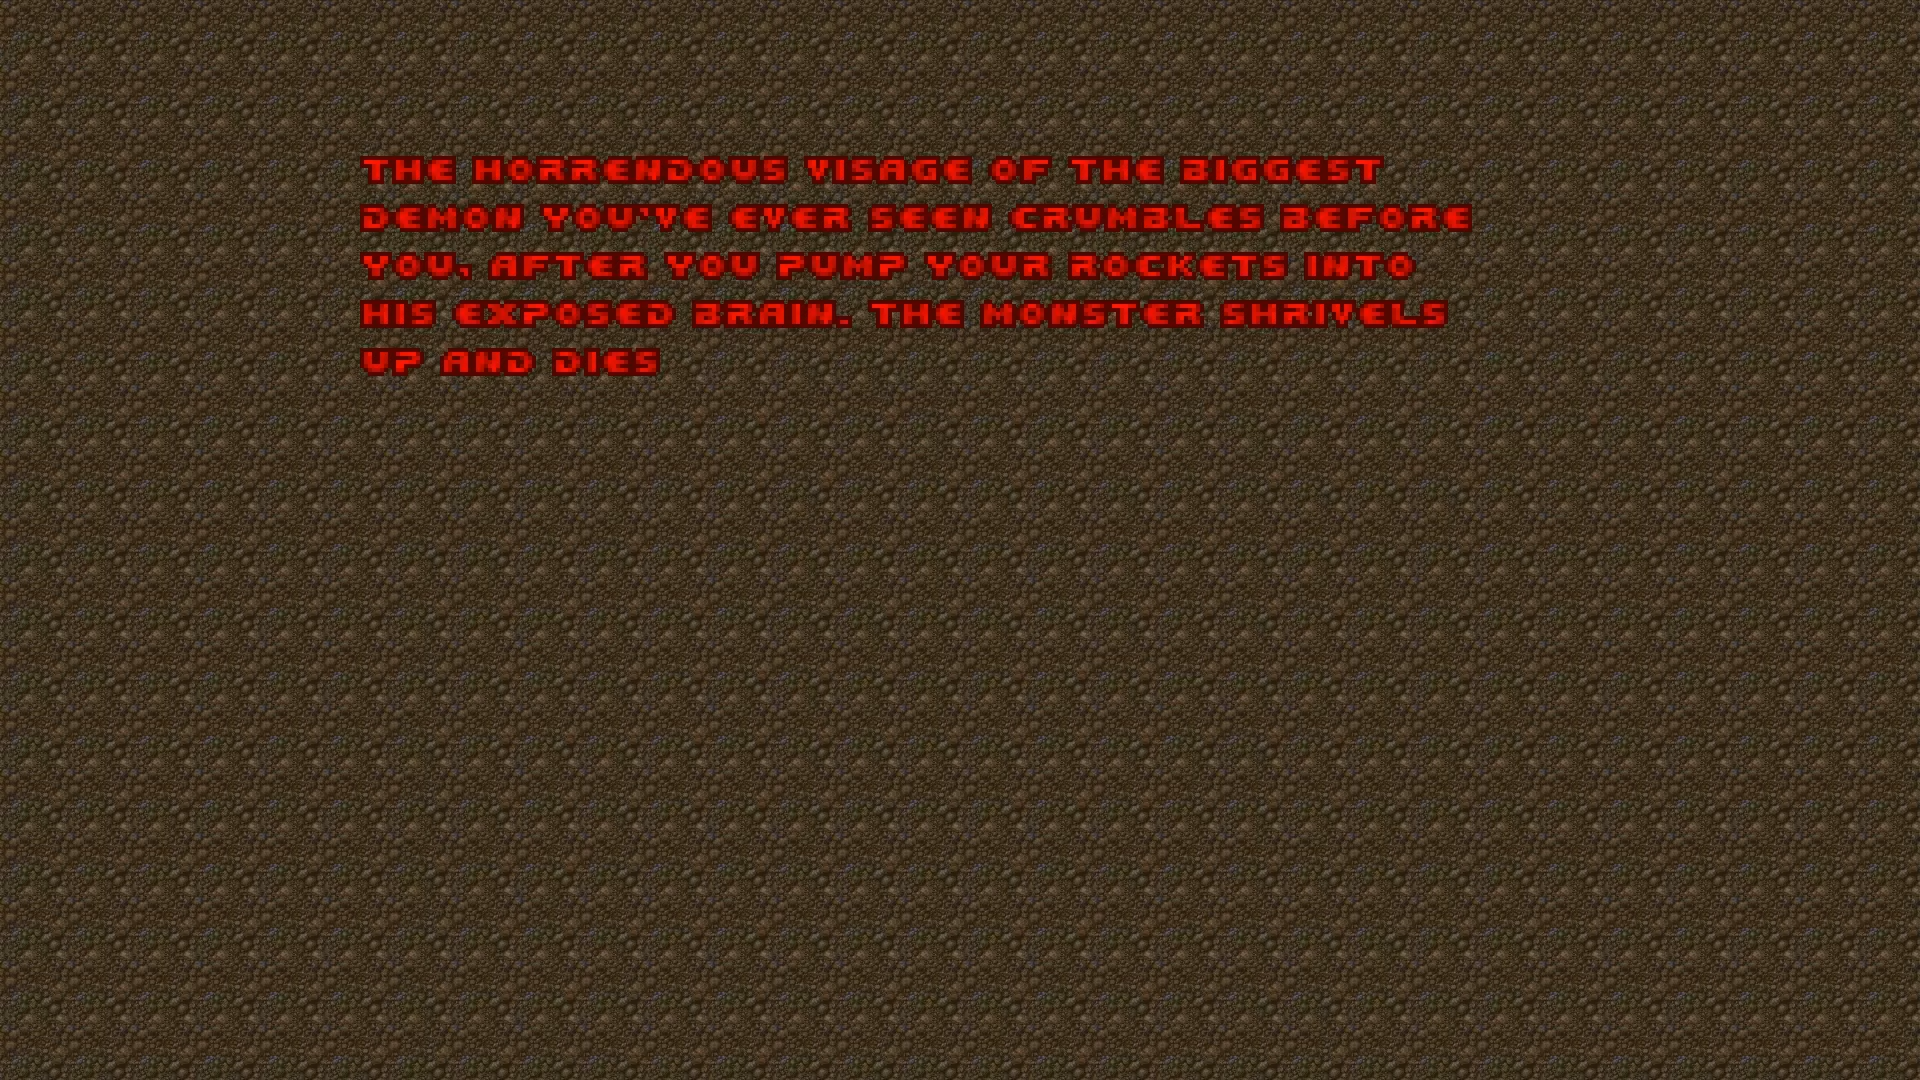 THE HORRENDOUS VISAGE OF THE BIGGEST
DEMON YOU'VE EVER SEEN CRUMBLES BEFORE
YOU, AFTER YOU PUMP YOUR ROCKETS INTO
HIS EXPOSED BRAIN. THE MONSTER SHRIVELS
UP AND DIES